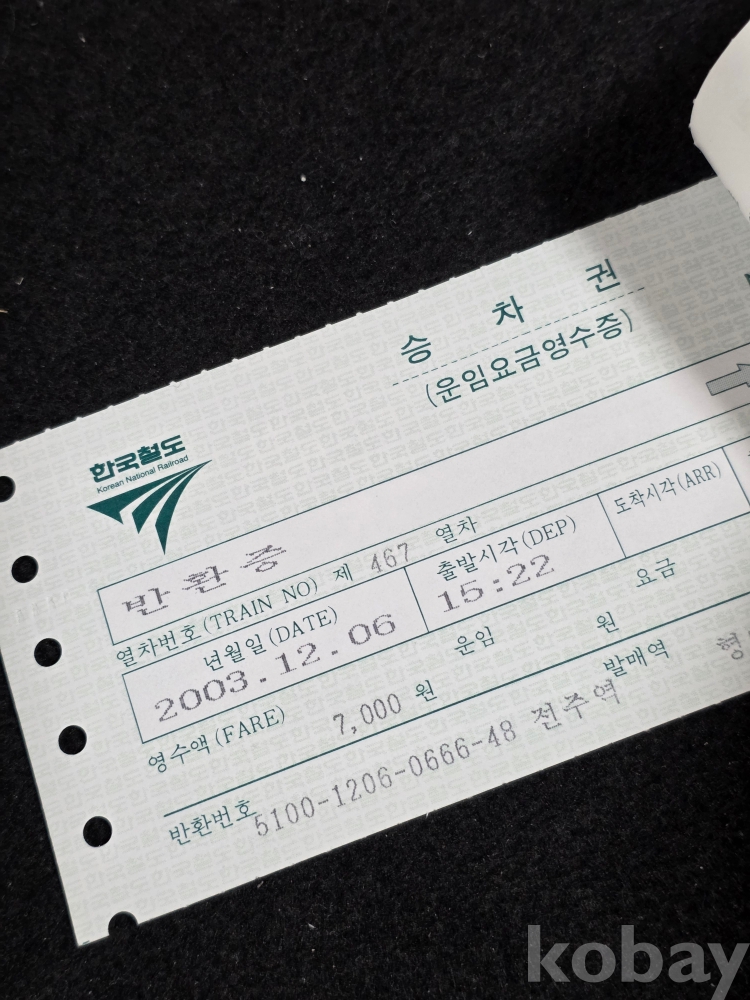 승 차 권
(운임요금영수증)
한국철도
Korean National Railroad
반 환 증
열차번호(TRAIN NO) 제 467 열차
년월일(DATE) 출발시각(DEP) 도착시각(ARR)
2003.12.06 15:22
영수액(FARE) 7,000 원 운임 원 요금
반환번호 5100-1206-0666-48 전주역 발매역 형
kobay